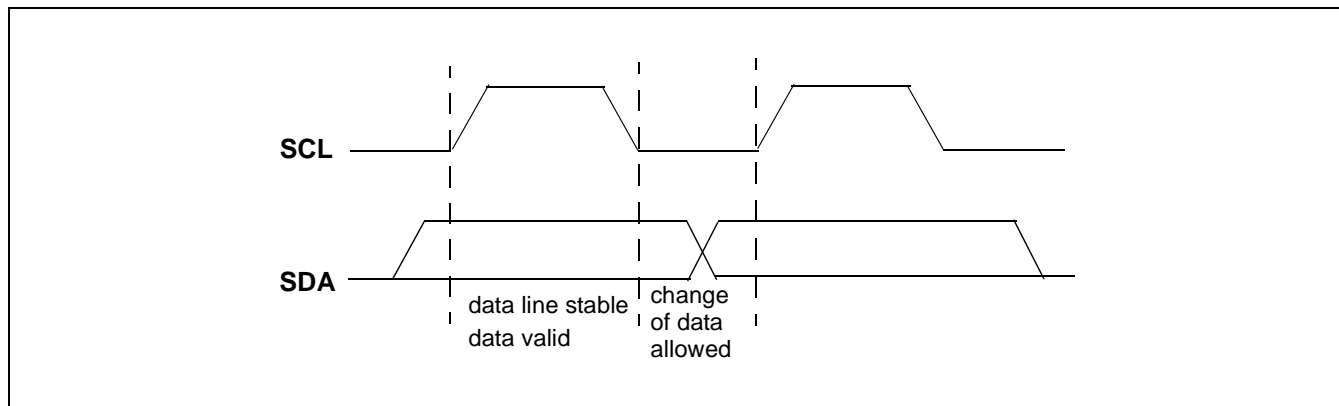 SCL
SDA
data line stable
data valid
change
of data
allowed